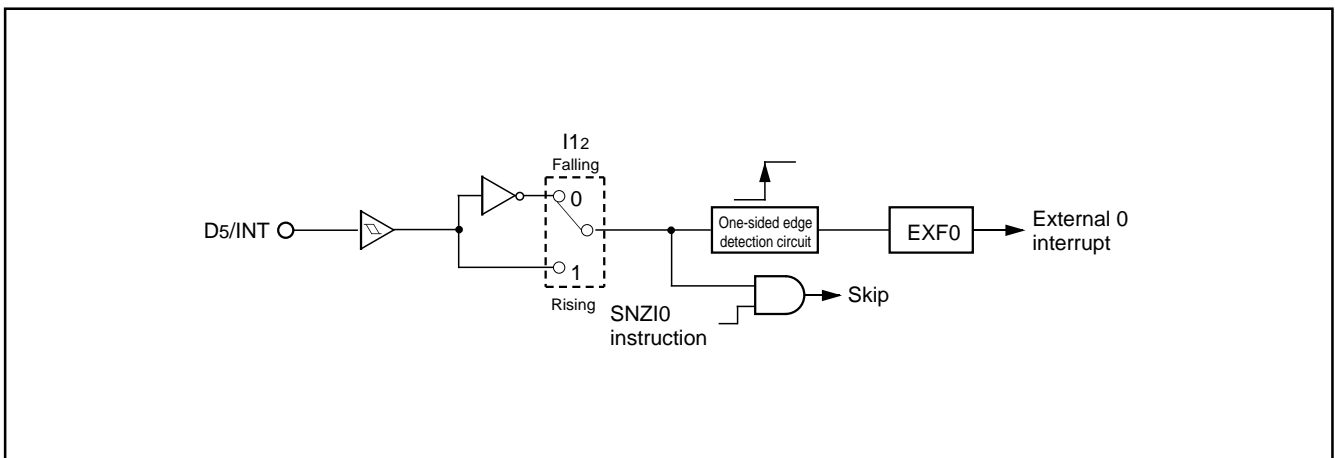 I12
Falling
0
D5/INT
1
Rising
One-sided edge
detection circuit
EXF0
External 0
interrupt
SNZI0
instruction
Skip